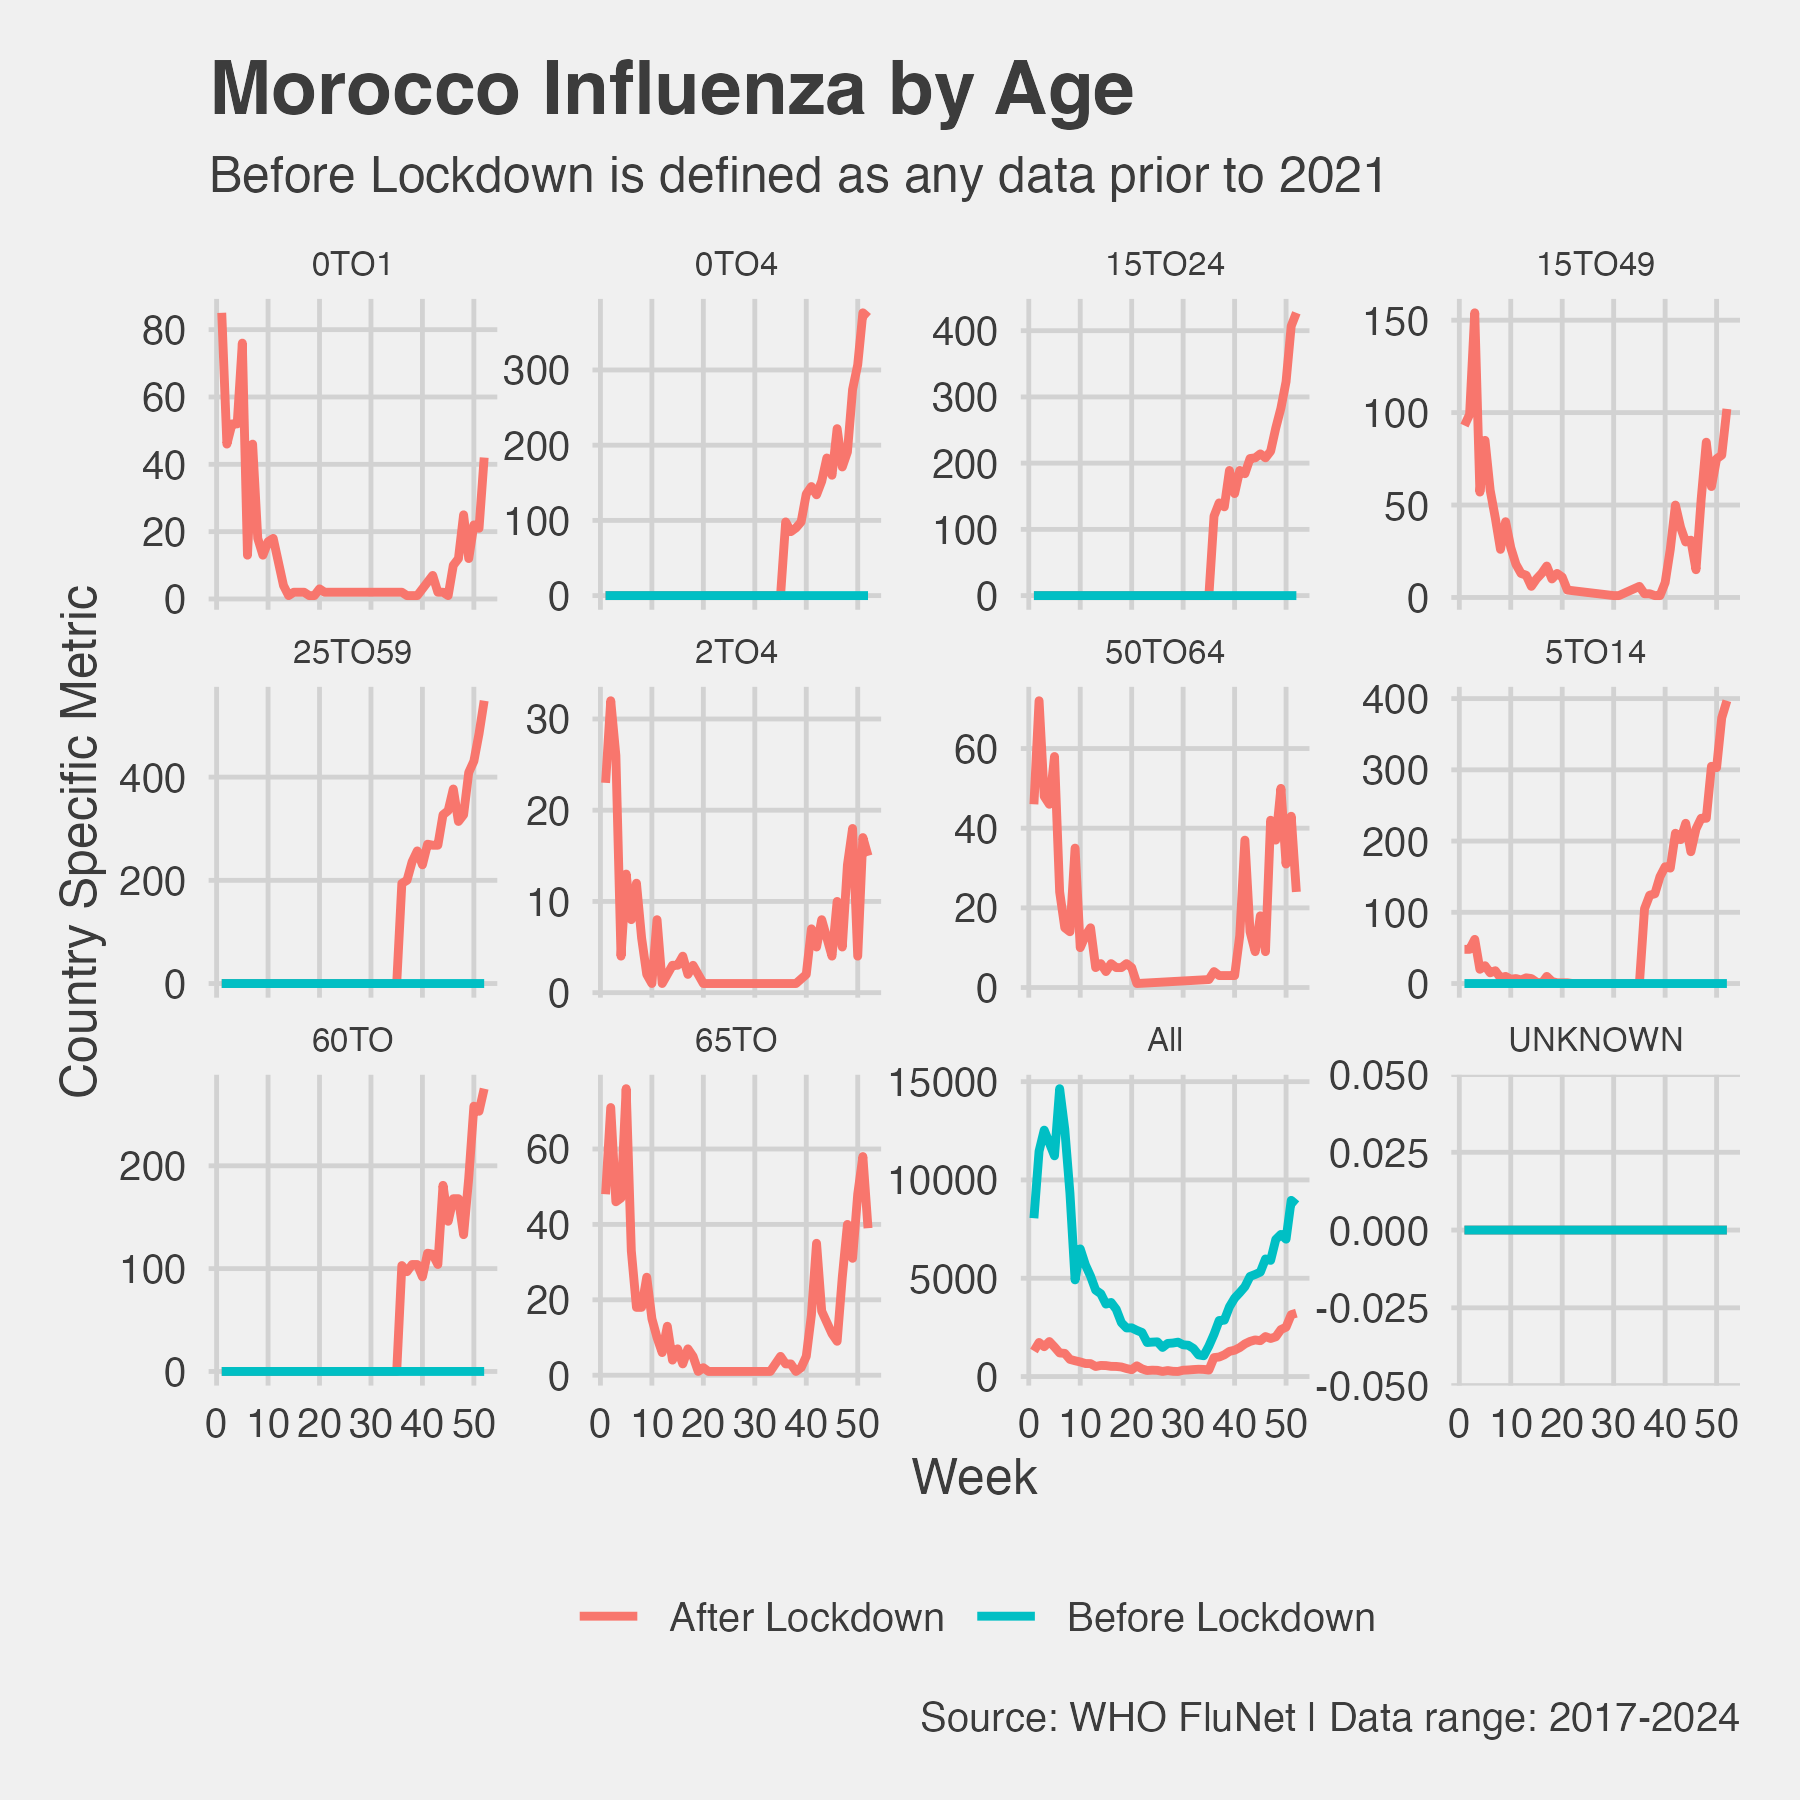 Morocco Influenza by Age
Before Lockdown is defined as any data prior to 2021
Country Specific Metric
0TO1
80
60
40
20
0
0TO4
300
200
100
0
15TO24
400
300
200
100
0
15TO49
150
100
50
0
25TO59
400
200
0
2TO4
30
20
10
0
50TO64
60
40
20
0
5TO14
400
300
200
100
0
60TO
200
100
0
65TO
60
40
20
0
All
15000
10000
5000
0
UNKNOWN
0.050
0.025
0.000
-0.025
-0.050
0 10 20 30 40 50
0 10 20 30 40 50
0 10 20 30 40 50
0 10 20 30 40 50
Week
After Lockdown
Before Lockdown
Source: WHO FluNet | Data range: 2017-2024